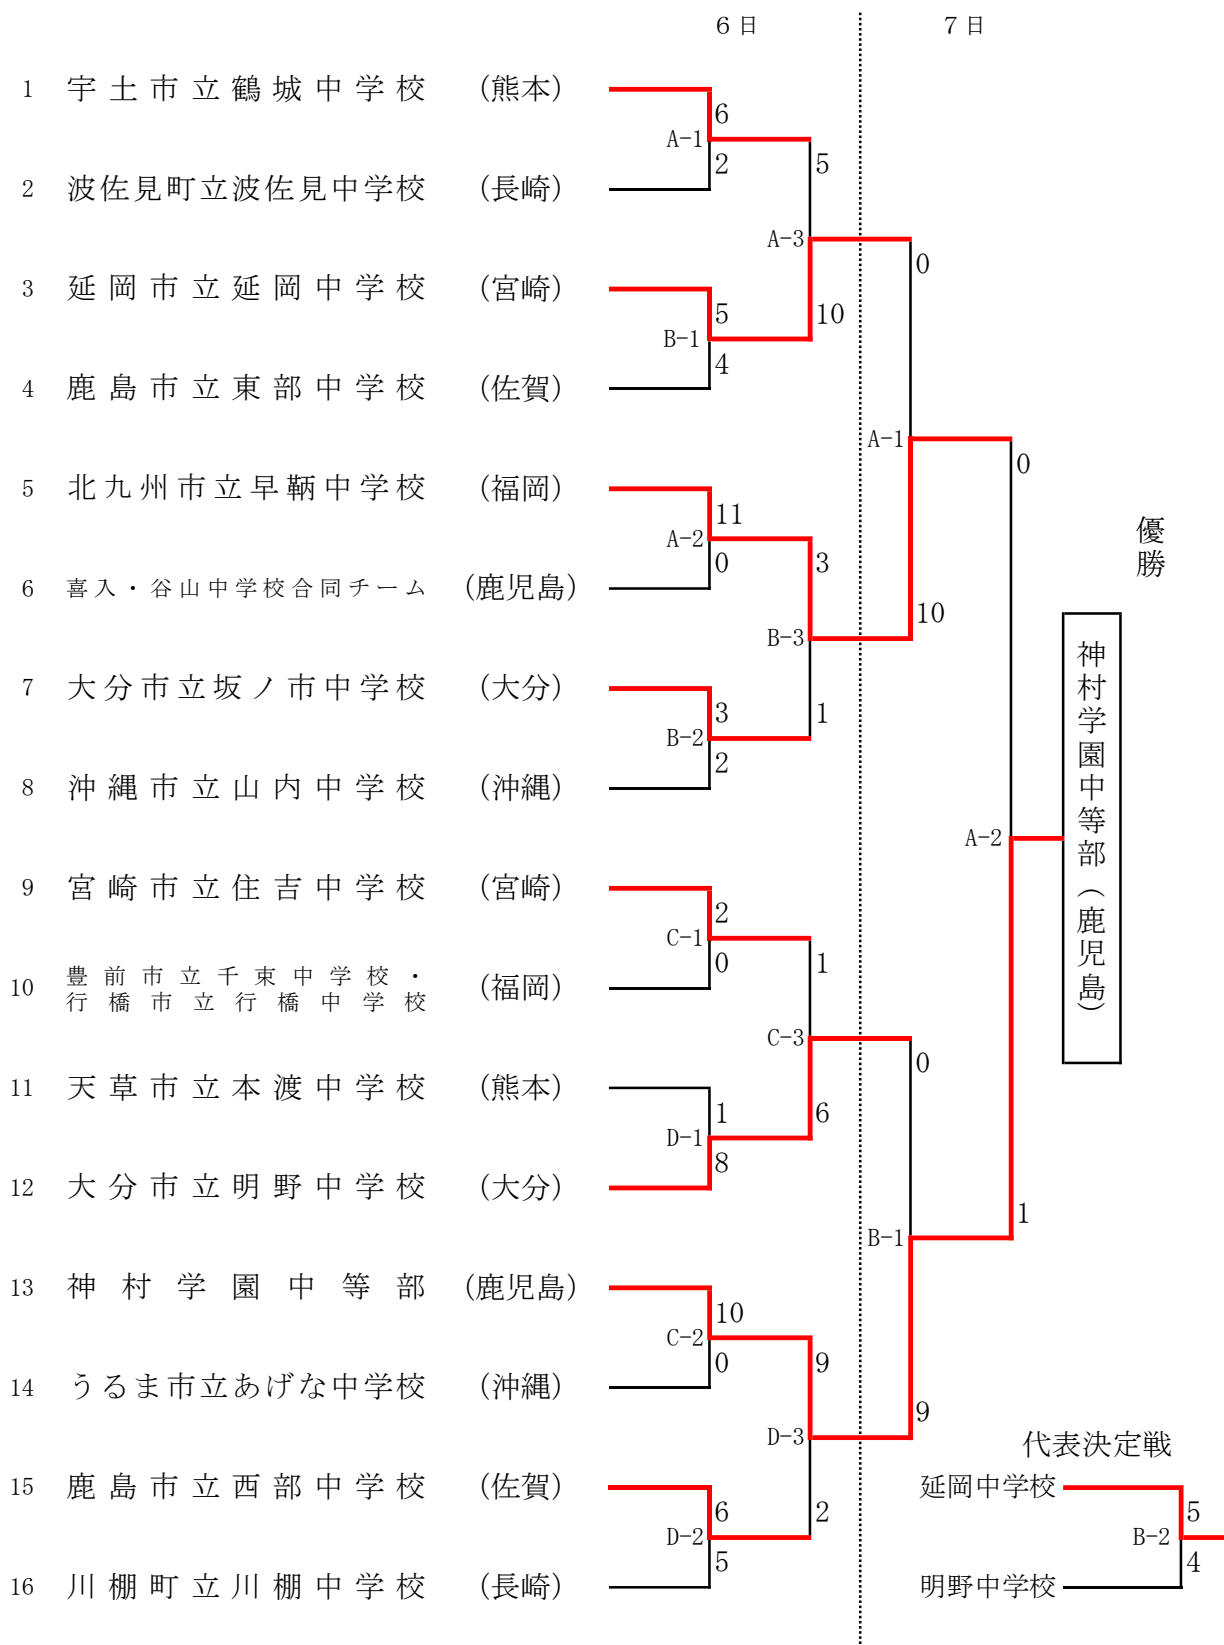 6日
7日
1 宇土市立鶴城中学校 (熊本)
6
A-1
2
5
2 波佐見町立波佐見中学校 (長崎)
A-3
0
3 延岡市立延岡中学校 (宮崎)
5
10
B-1
4
4 鹿島市立東部中学校 (佐賀)
A-1
0
5 北九州市立早鞆中学校 (福岡)
11
A-2
0
3
6 喜入・谷山中学校合同チーム (鹿児島)
10
B-3
7 大分市立坂ノ市中学校 (大分)
3
1
B-2
2
8 沖縄市立山内中学校 (沖縄)
優勝
神村学園中等部(鹿児島)
A-2
9 宮崎市立住吉中学校 (宮崎)
2
C-1
0
1
10 豊前市立千束中学校・
行橋市立行橋中学校 (福岡)
C-3
0
11 天草市立本渡中学校 (熊本)
1
6
D-1
8
12 大分市立明野中学校 (大分)
1
B-1
13 神村学園中等部 (鹿児島)
10
C-2
0
9
14 うるま市立あげな中学校 (沖縄)
9
D-3
15 鹿島市立西部中学校 (佐賀)
6
2
D-2
5
16 川棚町立川棚中学校 (長崎)
代表決定戦
延岡中学校
5
B-2
4
明野中学校